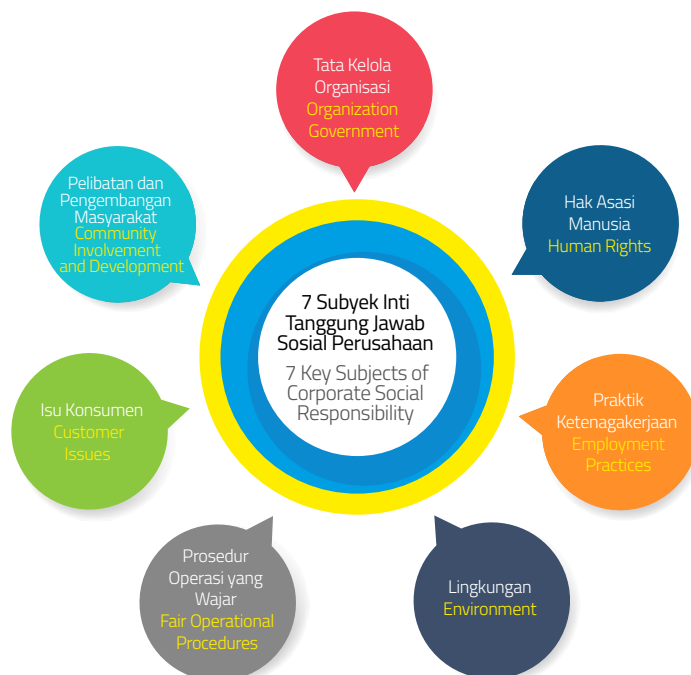 7 Subyek Inti
Tanggung Jawab
Sosial Perusahaan
7 Key Subjects of
Corporate Social
Responsibility
Tata Kelola
Organisasi
Organization
Government
Hak Asasi
Manusia
Human Rights
Praktik
Ketenagakerjaan
Employment
Practices
Lingkungan
Environment
Prosedur
Operasi yang
Wajar
Fair Operational
Procedures
Isu Konsumen
Customer
Issues
Pelibatan dan
Pengembangan
Masyarakat
Community
Involvement
and Development